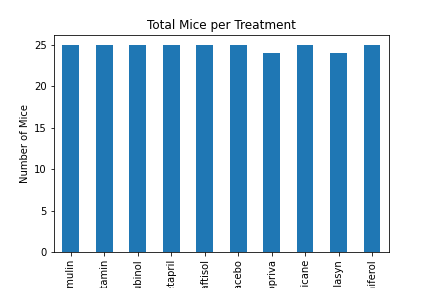 Total Mice per Treatment
Number of Mice
25
20
15
10
5
0
mulin
tamin
ubinol
tapril
aftisol
acebo
opriva
icane
lasyn
iferol